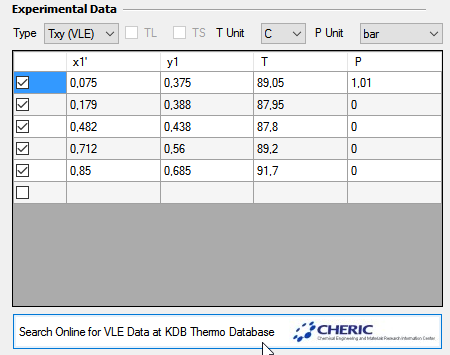 Experimental Data
Type Txy (VLE) TL TS T Unit C P Unit bar
x1' y1 T P
0,075 0,375 89,05 1,01
0,179 0,388 87,95 0
0,482 0,438 87,8 0
0,712 0,56 89,2 0
0,85 0,685 91,7 0
Search Online for VLE Data at KDB Thermo Database CHERIC
Chemical Engineering and Materials Research Information Center